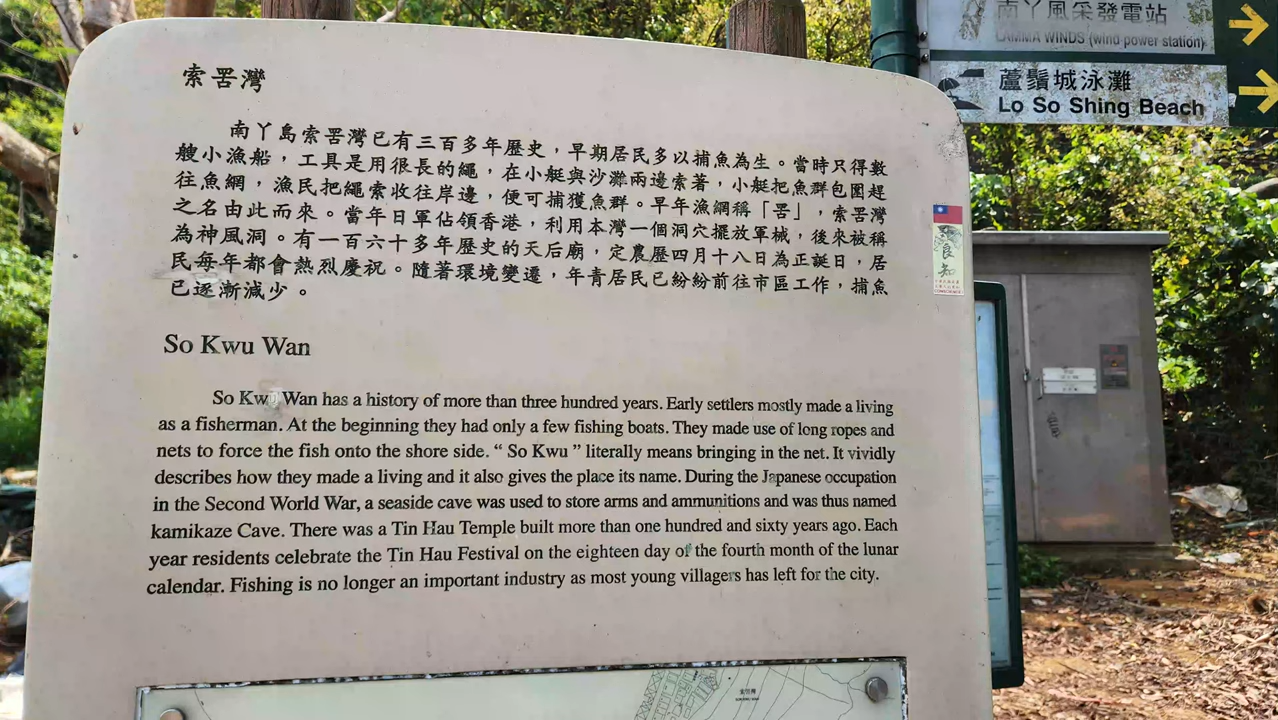 索罟灣
南丫島索罟灣已有三百多年歷史，早期居民多以捕魚為生。當時只得數
艘小漁船，工具是用很長的繩，在小艇與沙灘兩邊索著，小艇把魚群包圍趕
往魚網，漁民把繩索收往岸邊，便可捕獲魚群。早年漁網稱「罟」，索罟灣
之名由此而來。當年日軍佔領香港，利用本灣一個洞穴擺放軍械，後來被稱
為神風洞。有一百六十多年歷史的天后廟，定農歷四月十八日為正誕日，居
民每年都會熱烈慶祝。隨著環境變遷，年青居民已紛紛前往市區工作，捕魚
已逐漸減少。
So Kwu Wan
So Kwu Wan has a history of more than three hundred years. Early settlers mostly made a living
as a fisherman. At the beginning they had only a few fishing boats. They made use of long ropes and
nets to force the fish onto the shore side. “ So Kwu ” literally means bringing in the net. It vividly
describes how they made a living and it also gives the place its name. During the Japanese occupation
in the Second World War, a seaside cave was used to store arms and ammunitions and was thus named
kamikaze Cave. There was a Tin Hau Temple built more than one hundred and sixty years ago. Each
year residents celebrate the Tin Hau Festival on the eighteen day of the fourth month of the lunar
calendar. Fishing is no longer an important industry as most young villagers has left for the city.
南丫風采發電站
LAMMA WINDS (wind power station)
蘆鬚城泳灘
Lo So Shing Beach
良知